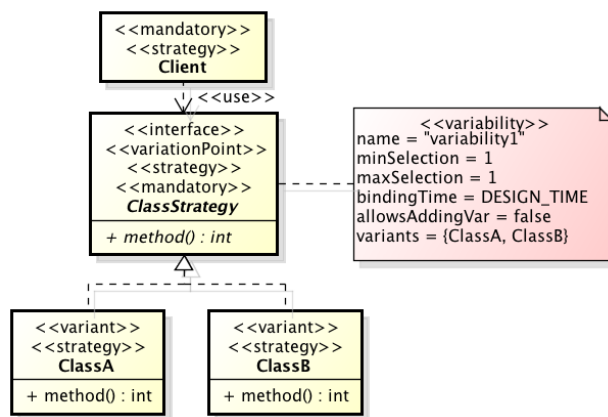 <<mandatory>>
<<strategy>>
Client
<<use>>
<<interface>>
<<variationPoint>>
<<strategy>>
<<mandatory>>
ClassStrategy
+ method() : int
<<variability>>
name = "variability1"
minSelection = 1
maxSelection = 1
bindingTime = DESIGN_TIME
allowsAddingVar = false
variants = {ClassA, ClassB}
<<variant>>
<<strategy>>
ClassA
+ method() : int
<<variant>>
<<strategy>>
ClassB
+ method() : int